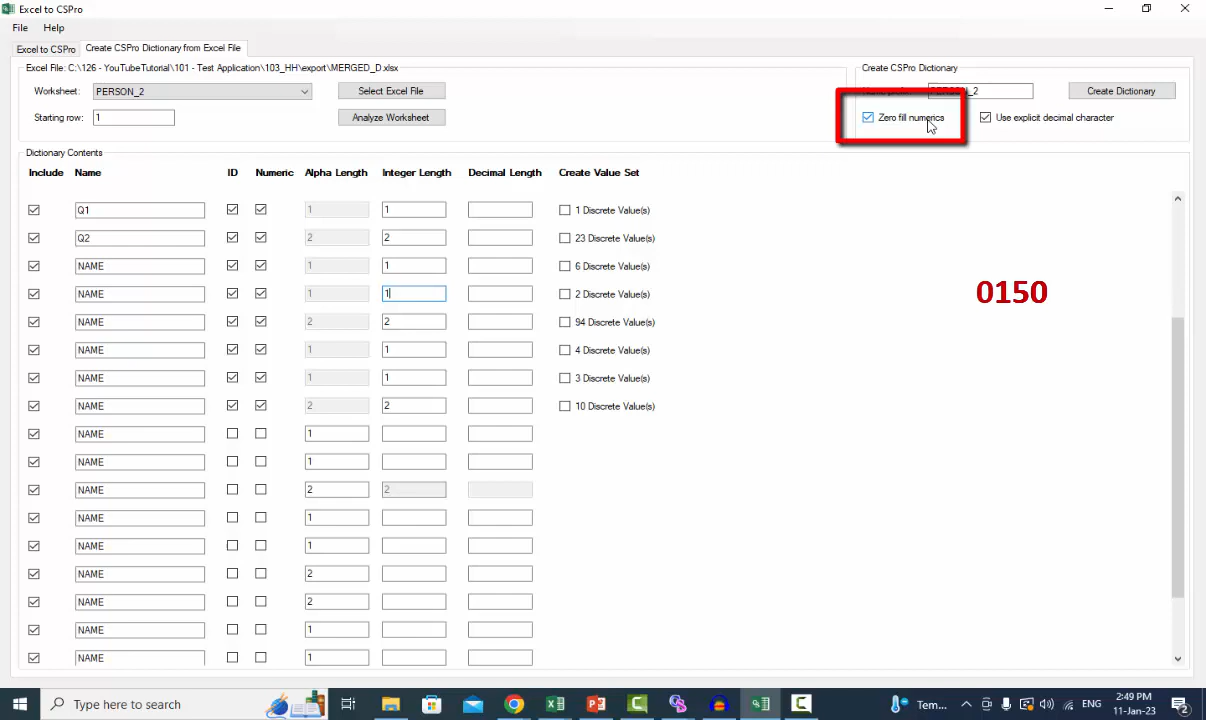 Excel to CSPro
File Help
Excel to CSPro Create CSPro Dictionary from Excel File
Excel File: C:\126 - YouTubeTutorial\101 - Test Application\103_HH\export\MERGED_D.xlsx
Worksheet: PERSON_2 Select Excel File
Starting row: 1 Analyze Worksheet
Create CSPro Dictionary
PERSON_2 Create Dictionary
Zero fill numerics Use explicit decimal character
Dictionary Contents
Include Name ID Numeric Alpha Length Integer Length Decimal Length Create Value Set
Q1 1 1 1 Discrete Value(s)
Q2 2 2 23 Discrete Value(s)
NAME 1 1 6 Discrete Value(s)
NAME 1 1 2 Discrete Value(s)
0150
NAME 2 2 94 Discrete Value(s)
NAME 1 1 4 Discrete Value(s)
NAME 1 1 3 Discrete Value(s)
NAME 2 2 10 Discrete Value(s)
NAME 1
NAME 1
NAME 2 2
NAME 1
NAME 1
NAME 2
NAME 2
NAME 1
NAME 1
Type here to search
Tem...
ENG
2:49 PM
11-Jan-23
2